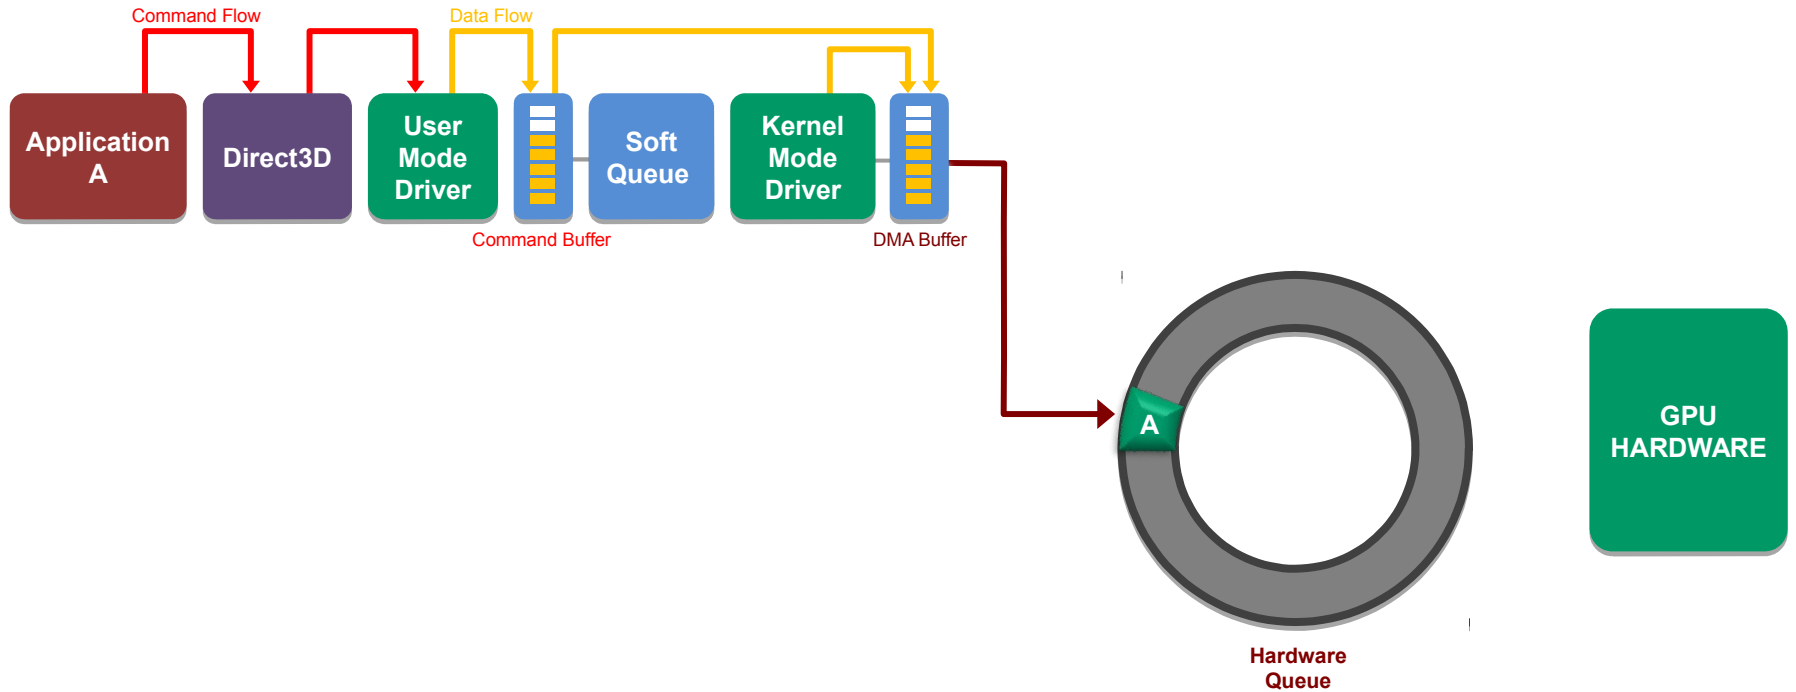 Command Flow
Data Flow
Application
A
Direct3D
User
Mode
Driver
Soft
Queue
Kernel
Mode
Driver
Command Buffer
DMA Buffer
A
GPU
HARDWARE
Hardware
Queue